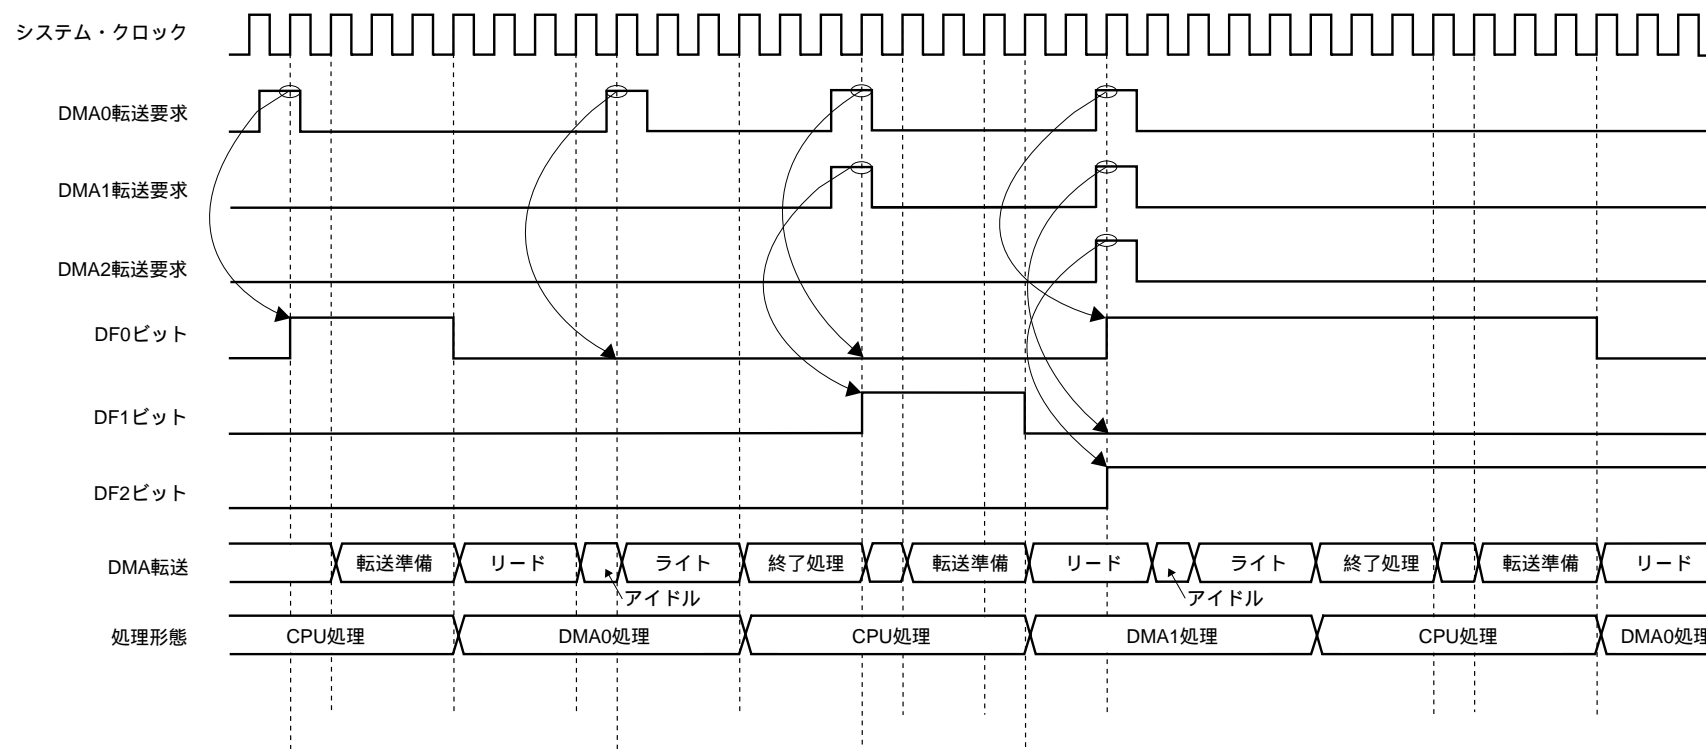 システム・クロック
DMA0転送要求
DMA1転送要求
DMA2転送要求
DF0ビット
DF1ビット
DF2ビット
DMA転送 転送準備 リード ライト 終了処理 転送準備 リード ライト 終了処理 転送準備 リード
アイドル アイドル
処理形態 CPU処理 DMA0処理 CPU処理 DMA1処理 CPU処理 DMA0処理